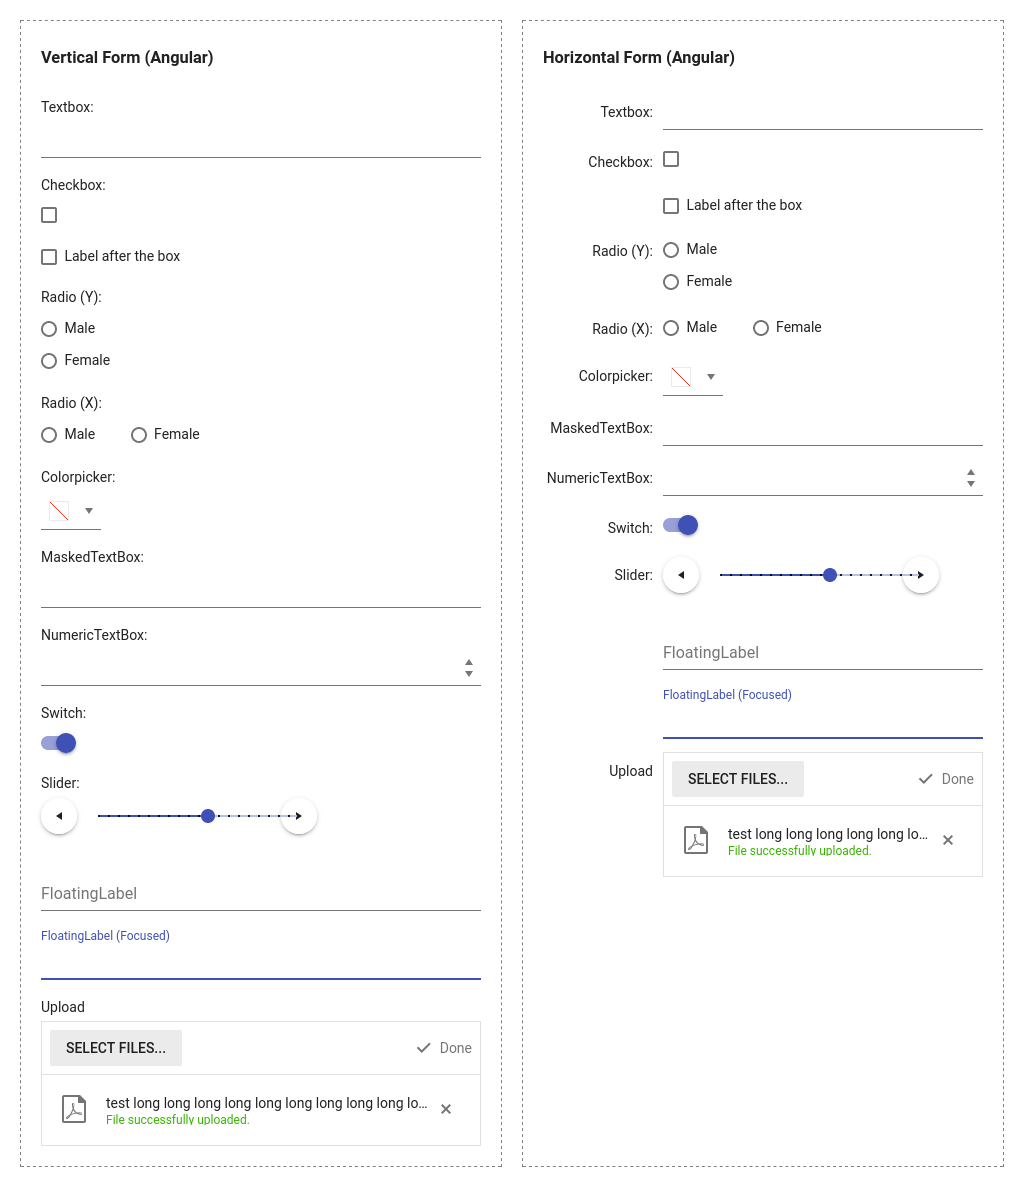 Vertical Form (Angular)
Textbox:
Checkbox:
Label after the box
Radio (Y):
Male
Female
Radio (X):
Male Female
Colorpicker:
MaskedTextBox:
NumericTextBox:
Switch:
Slider:
FloatingLabel
FloatingLabel (Focused)
Upload
SELECT FILES... Done
test long long long long long long long long long lo...
File successfully uploaded.
Horizontal Form (Angular)
Textbox:
Checkbox:
Label after the box
Radio (Y): Male
Female
Radio (X): Male Female
Colorpicker:
MaskedTextBox:
NumericTextBox:
Switch:
Slider:
FloatingLabel
FloatingLabel (Focused)
Upload SELECT FILES... Done
test long long long long long lo...
File successfully uploaded.